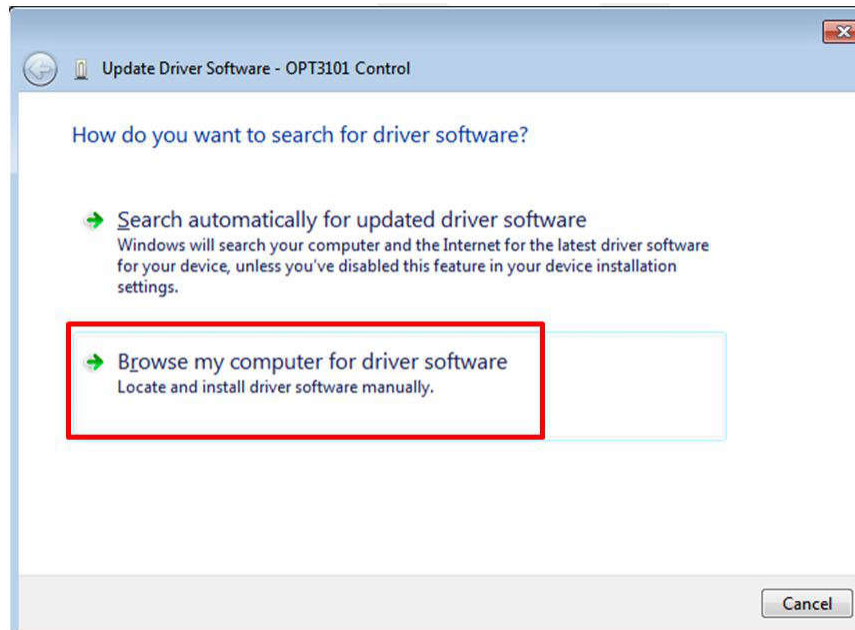 Update Driver Software - OPT3101 Control
How do you want to search for driver software?
Search automatically for updated driver software
Windows will search your computer and the Internet for the latest driver software
for your device, unless you've disabled this feature in your device installation
settings.
Browse my computer for driver software
Locate and install driver software manually.
Cancel